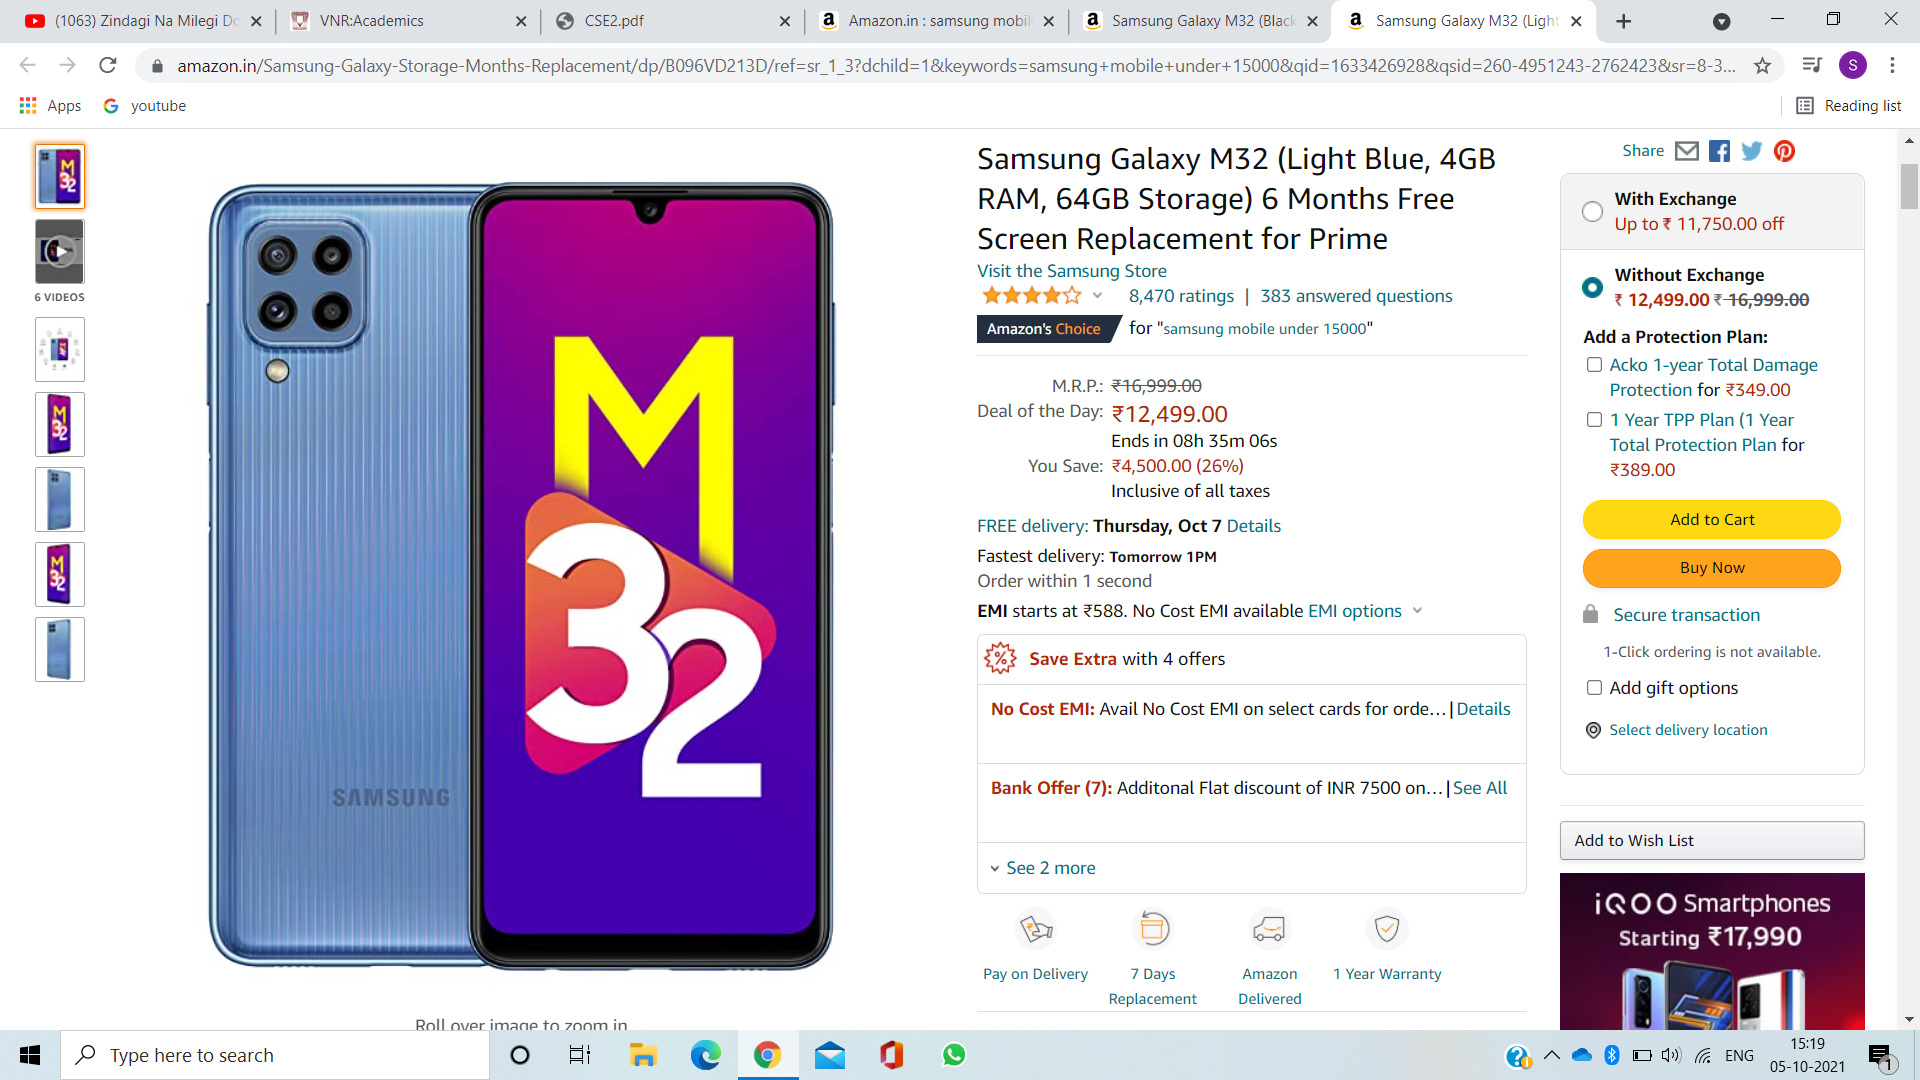 (1063) Zindagi Na Milegi Do
VNR:Academics
CSE2.pdf
Amazon.in : samsung mobil
Samsung Galaxy M32 (Black
Samsung Galaxy M32 (Light
amazon.in/Samsung-Galaxy-Storage-Months-Replacement/dp/B096VD213D/ref=sr_1_3?dchild=1&keywords=samsung+mobile+under+15000&qid=1633426928&qsid=260-4951243-2762423&sr=8-3...
S
Apps
youtube
Reading list
6 VIDEOS
M
32
SAMSUNG
Roll over image to zoom in
Samsung Galaxy M32 (Light Blue, 4GB
RAM, 64GB Storage) 6 Months Free
Screen Replacement for Prime
Visit the Samsung Store
8,470 ratings | 383 answered questions
Amazon's Choice for "samsung mobile under 15000"
M.R.P.: ₹16,999.00
Deal of the Day: ₹12,499.00
Ends in 08h 35m 06s
You Save: ₹4,500.00 (26%)
Inclusive of all taxes
FREE delivery: Thursday, Oct 7 Details
Fastest delivery: Tomorrow 1PM
Order within 1 second
EMI starts at ₹588. No Cost EMI available EMI options
Save Extra with 4 offers
No Cost EMI: Avail No Cost EMI on select cards for orde... | Details
Bank Offer (7): Additonal Flat discount of INR 7500 on... | See All
See 2 more
Pay on Delivery
7 Days
Replacement
Amazon
Delivered
1 Year Warranty
Share
With Exchange
Up to ₹ 11,750.00 off
Without Exchange
₹ 12,499.00 ₹ 16,999.00
Add a Protection Plan:
Acko 1-year Total Damage
Protection for ₹349.00
1 Year TPP Plan (1 Year
Total Protection Plan for
₹389.00
Add to Cart
Buy Now
Secure transaction
1-Click ordering is not available.
Add gift options
Select delivery location
Add to Wish List
iQOO Smartphones
Starting ₹17,990
Type here to search
ENG
15:19
05-10-2021
1